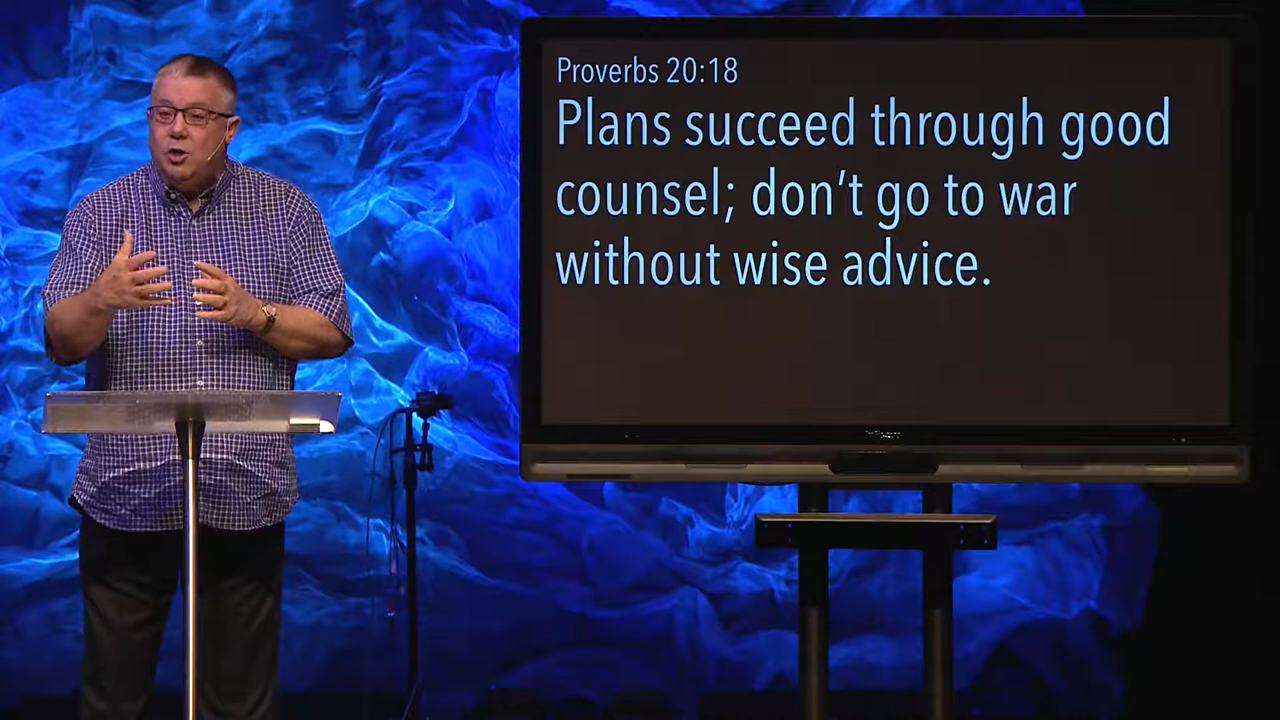 Proverbs 20:18
Plans succeed through good
counsel; don’t go to war
without wise advice.